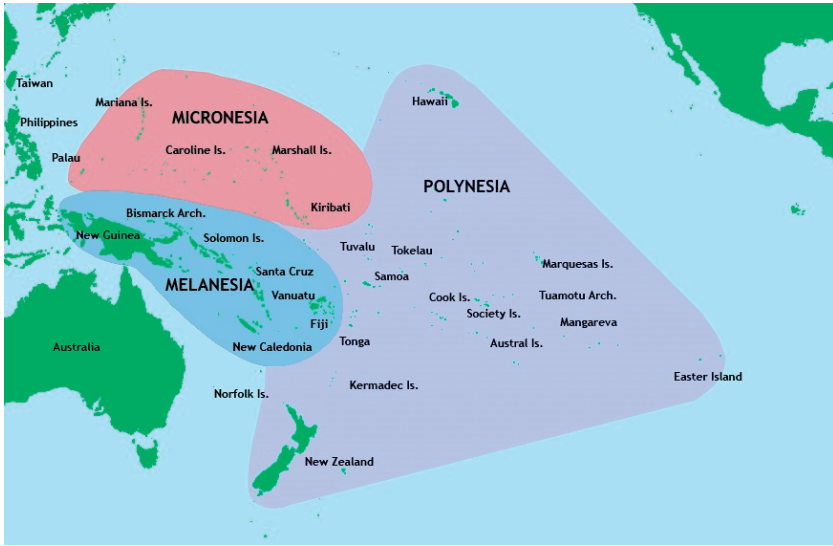 Taiwan
Hawaii
Mariana Is.
MICRONESIA
Philippines
Caroline Is.
Marshall Is.
Palau
POLYNESIA
Kiribati
Bismarck Arch.
New Guinea
Solomon Is.
Tuvalu
Tokelau
Marquesas Is.
Santa Cruz
Samoa
MELANESIA
Vanuatu
Cook Is.
Tuamotu Arch.
Society Is.
Fiji
Mangareva
Tonga
Austral Is.
Australia
New Caledonia
Easter Island
Kermadec Is.
Norfolk Is.
New Zealand